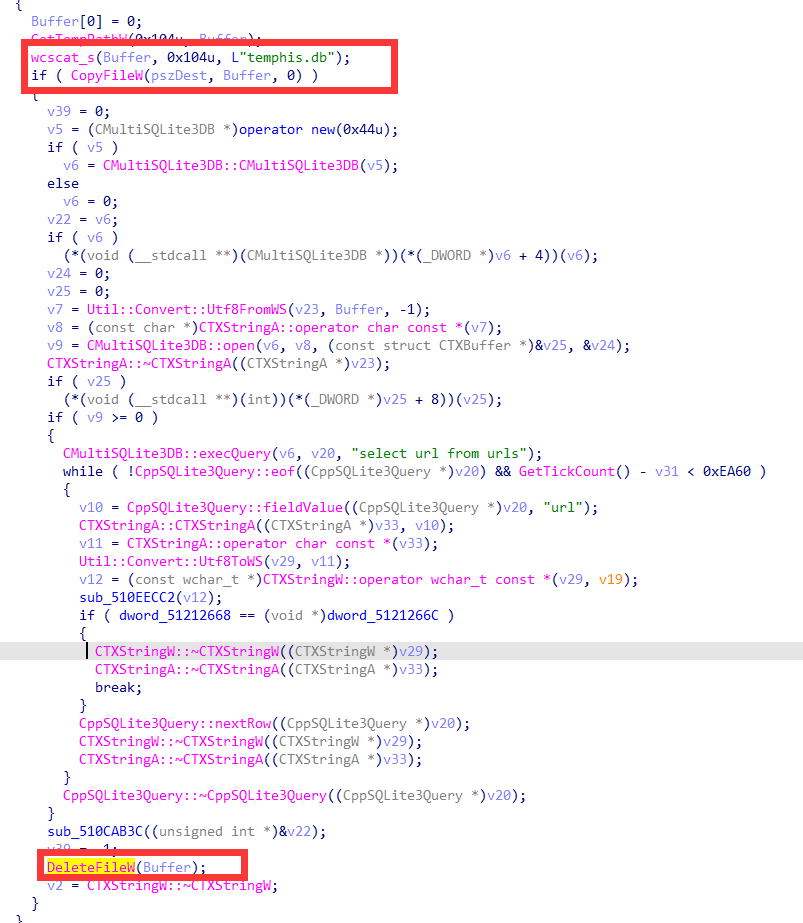 {
Buffer[0] = 0;
GetTempPathW(0x104u, Buffer);
wcscat_s(Buffer, 0x104u, L"temphis.db");
if ( CopyFileW(pszDest, Buffer, 0) )
{
v39 = 0;
v5 = (CMultiSQLite3DB *)operator new(0x44u);
if ( v5 )
v6 = CMultiSQLite3DB::CMultiSQLite3DB(v5);
else
v6 = 0;
v22 = v6;
if ( v6 )
(*(void (__stdcall **)(CMultiSQLite3DB *))(*(_DWORD *)v6 + 4))(v6);
v24 = 0;
v25 = 0;
v7 = Util::Convert::Utf8FromWS(v23, Buffer, -1);
v8 = (const char *)CTXStringA::operator char const *(v7);
v9 = CMultiSQLite3DB::open(v6, v8, (const struct CTXBuffer *)&v25, &v24);
CTXStringA::~CTXStringA((CTXStringA *)v23);
if ( v25 )
(*(void (__stdcall **)(int))(*(_DWORD *)v25 + 8))(v25);
if ( v9 >= 0 )
{
CMultiSQLite3DB::execQuery(v6, v20, "select url from urls");
while ( !CppSQLite3Query::eof((CppSQLite3Query *)v20) && GetTickCount() - v31 < 0xEA60 )
{
v10 = CppSQLite3Query::fieldValue((CppSQLite3Query *)v20, "url");
CTXStringA::CTXStringA((CTXStringA *)v33, v10);
v11 = CTXStringA::operator char const *(v33);
Util::Convert::Utf8ToWS(v29, v11);
v12 = (const wchar_t *)CTXStringW::operator wchar_t const *(v29, v19);
sub_510EECC2(v12);
if ( dword_51212668 == (void *)dword_5121266C )
{
CTXStringW::~CTXStringW((CTXStringW *)v29);
CTXStringA::~CTXStringA((CTXStringA *)v33);
break;
}
CppSQLite3Query::nextRow((CppSQLite3Query *)v20);
CTXStringW::~CTXStringW((CTXStringW *)v29);
CTXStringA::~CTXStringA((CTXStringA *)v33);
}
CppSQLite3Query::~CppSQLite3Query((CppSQLite3Query *)v20);
}
sub_510CAB3C((unsigned int *)&v22);
v39 = -1;
DeleteFileW(Buffer);
v2 = CTXStringW::~CTXStringW;
}
}